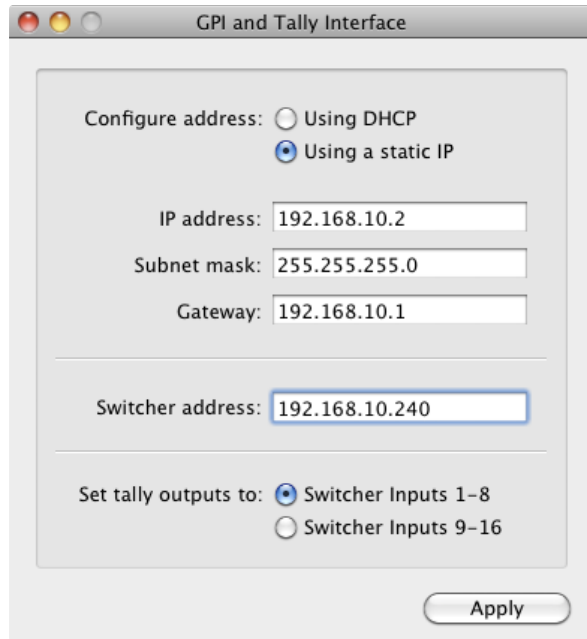 GPI and Tally Interface
Configure address: Using DHCP
Using a static IP
IP address: 192.168.10.2
Subnet mask: 255.255.255.0
Gateway: 192.168.10.1
Switcher address: 192.168.10.240
Set tally outputs to: Switcher Inputs 1-8
Switcher Inputs 9-16
Apply